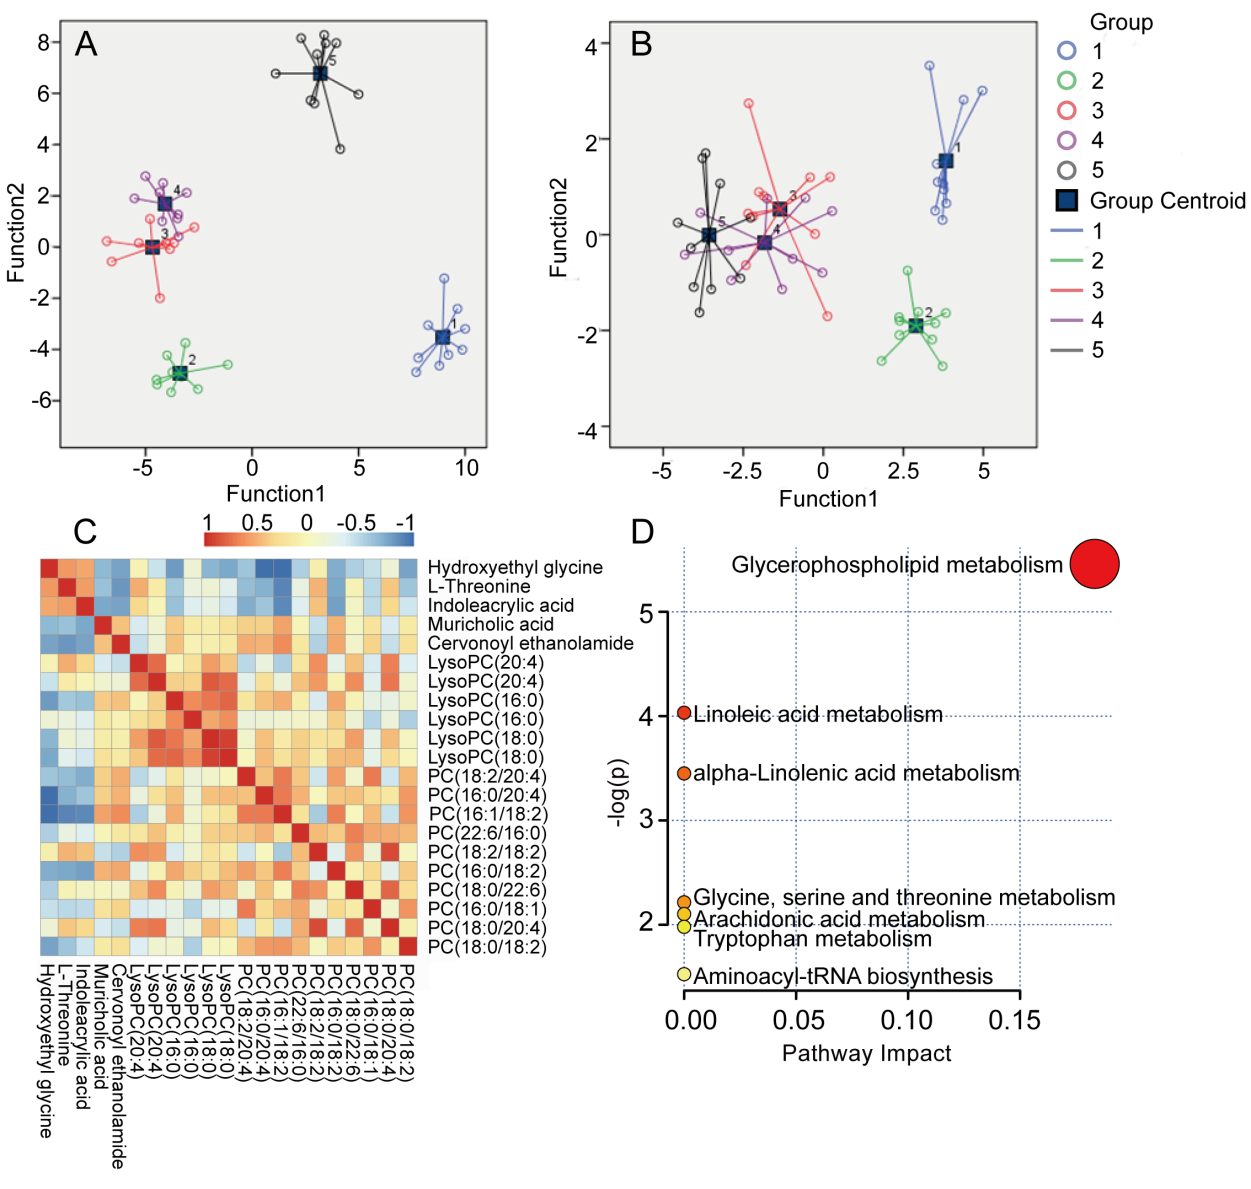 A
8
6
4
2
0
-2
-4
-6
Function2
5
4
3
2
1
-5
0
5
10
Function1
B
4
2
0
-2
-4
Function2
1
3
5
4
2
-5
-2.5
0
2.5
5
Function1
Group
1
2
3
4
5
Group Centroid
1
2
3
4
5
C
1 0.5 0 -0.5 -1
Hydroxyethyl glycine
L-Threonine
Indoleacrylic acid
Muricholic acid
Cervonoyl ethanolamide
LysoPC(20:4)
LysoPC(20:4)
LysoPC(16:0)
LysoPC(16:0)
LysoPC(18:0)
LysoPC(18:0)
PC(18:2/20:4)
PC(16:0/20:4)
PC(16:1/18:2)
PC(22:6/16:0)
PC(18:2/18:2)
PC(16:0/18:2)
PC(18:0/22:6)
PC(16:0/18:1)
PC(18:0/20:4)
PC(18:0/18:2)
Hydroxyethyl glycine
L-Threonine
Indoleacrylic acid
Muricholic acid
Cervonoyl ethanolamide
LysoPC(20:4)
LysoPC(20:4)
LysoPC(16:0)
LysoPC(16:0)
LysoPC(18:0)
LysoPC(18:0)
PC(18:2/20:4)
PC(16:0/20:4)
PC(16:1/18:2)
PC(22:6/16:0)
PC(18:2/18:2)
PC(16:0/18:2)
PC(18:0/22:6)
PC(16:0/18:1)
PC(18:0/20:4)
PC(18:0/18:2)
D
Glycerophospholipid metabolism
Linoleic acid metabolism
alpha-Linolenic acid metabolism
Glycine, serine and threonine metabolism
Arachidonic acid metabolism
Tryptophan metabolism
Aminoacyl-tRNA biosynthesis
5
4
3
2
-log(p)
0.00
0.05
0.10
0.15
Pathway Impact